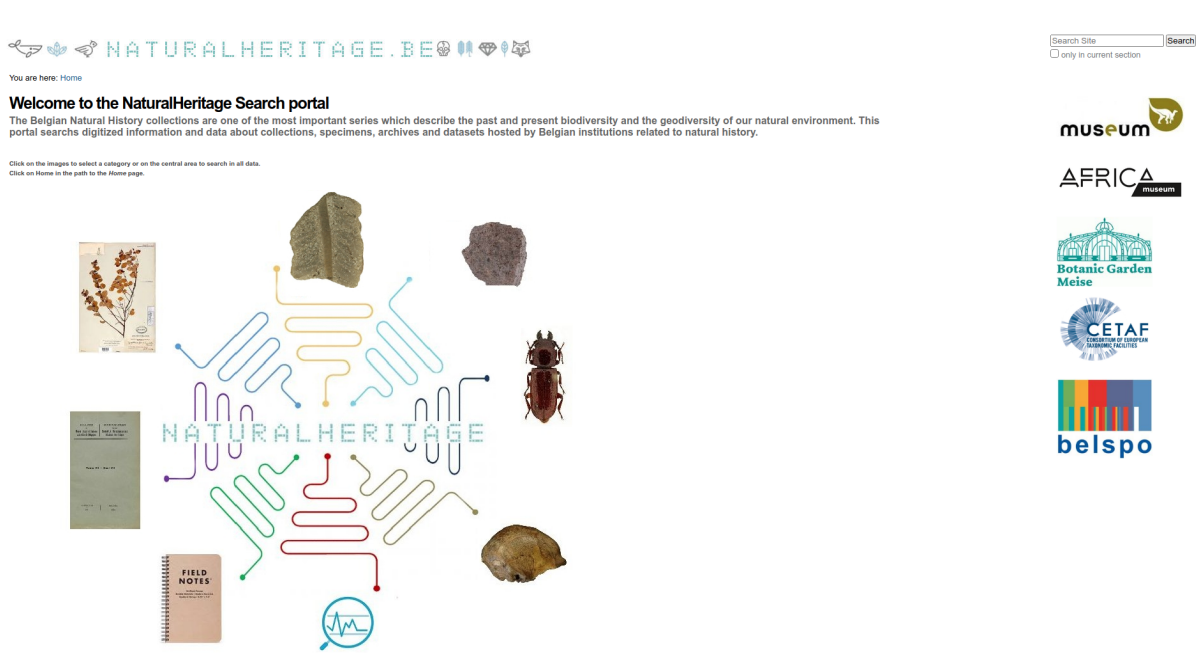 NATURALHERITAGE.BE
Search Site
Search
only in current section
You are here: Home
Welcome to the NaturalHeritage Search portal
The Belgian Natural History collections are one of the most important series which describe the past and present biodiversity and the geodiversity of our natural environment. This
portal searchs digitized information and data about collections, specimens, archives and datasets hosted by Belgian institutions related to natural history.
Click on the images to select a category or on the central area to search in all data.
Click on Home in the path to the Home page.
museum
AFRICA
museum
Botanic Garden
Meise
CETAF
CONSORTIUM OF EUROPEAN
TAXONOMIC FACILITIES
belspo
NATURALHERITAGE
FIELD
NOTES